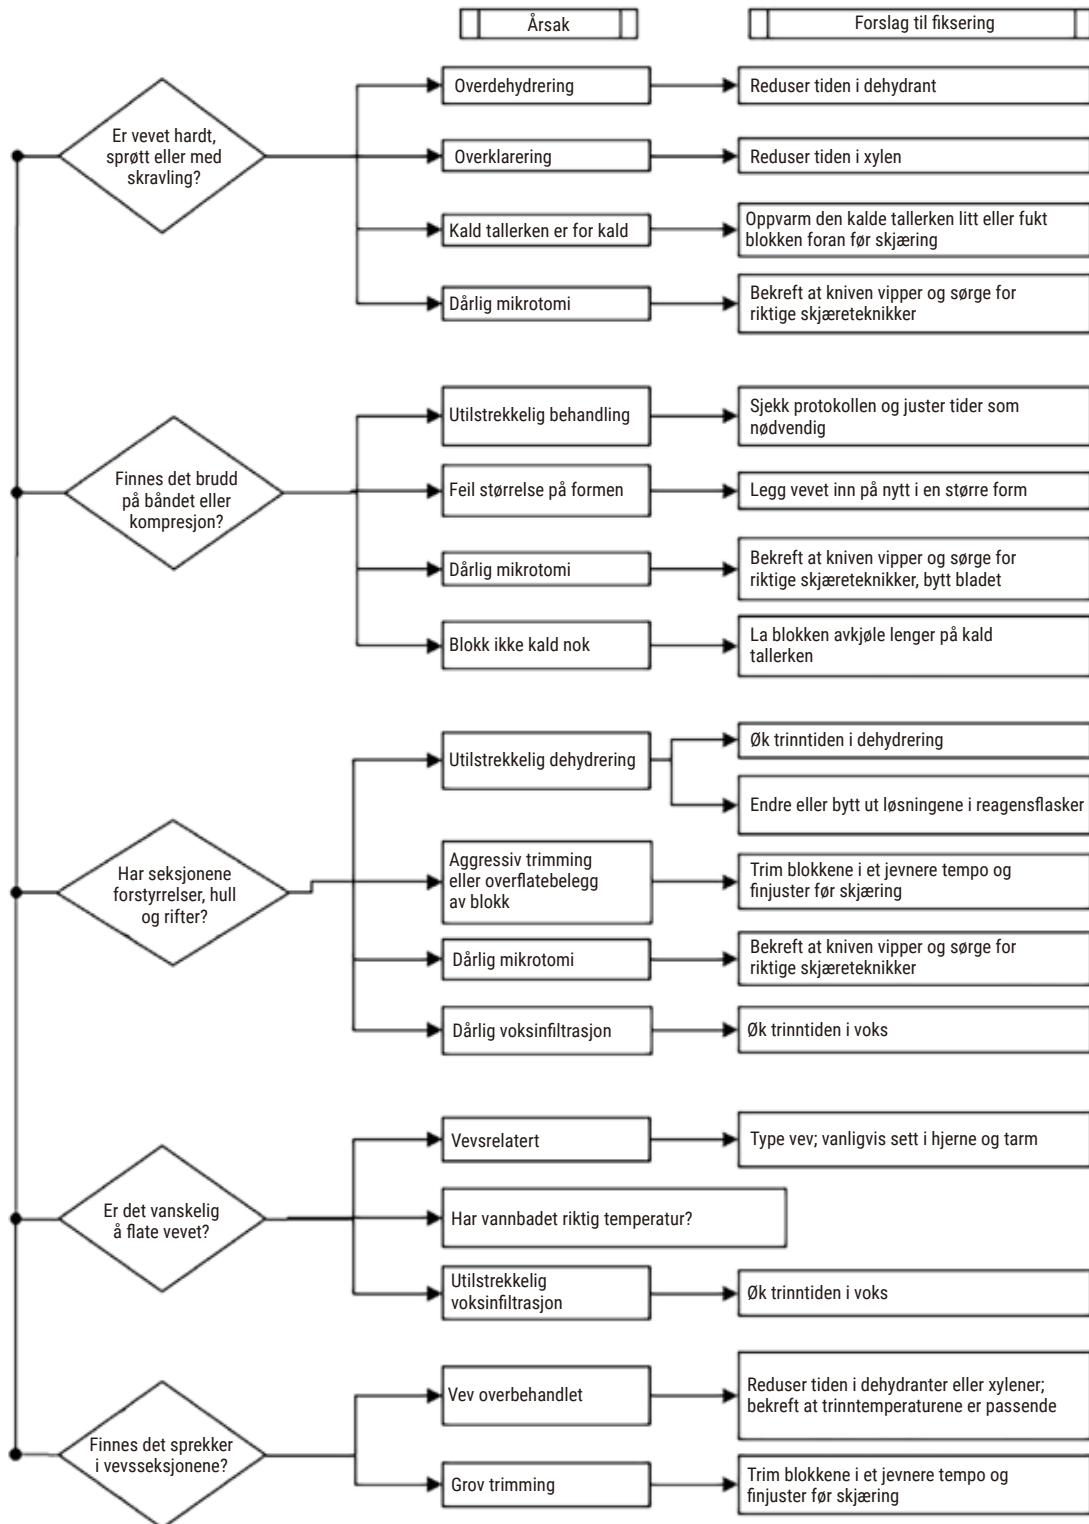 Årsak
Forslag til fiksering
Er vevet hardt,
sprøtt eller med
skravling?
Overdehydrering
Reduser tiden i dehydrant
Overklarering
Reduser tiden i xylen
Kald tallerken er for kald
Oppvarm den kalde tallerken litt eller fukt
blokken foran før skjæring
Dårlig mikrotomi
Bekreft at kniven vipper og sørge for
riktige skjæreteknikker
Finnes det brudd
på båndet eller
kompresjon?
Utilstrekkelig behandling
Sjekk protokollen og juster tider som
nødvendig
Feil størrelse på formen
Legg vevet inn på nytt i en større form
Dårlig mikrotomi
Bekreft at kniven vipper og sørge for
riktige skjæreteknikker, bytt bladet
Blokk ikke kald nok
La blokken avkjøle lenger på kald
tallerken
Har seksjonene
forstyrrelser, hull
og rifter?
Utilstrekkelig dehydrering
Øk trinntiden i dehydrering
Endre eller bytt ut løsningene i reagensflasker
Aggressiv trimming
eller overflatebelegg
av blokk
Trim blokkene i et jevnere tempo og
finjuster før skjæring
Dårlig mikrotomi
Bekreft at kniven vipper og sørge for
riktige skjæreteknikker
Dårlig voksinfiltrasjon
Øk trinntiden i voks
Er det vanskelig
å flate vevet?
Vevsrelatert
Type vev; vanligvis sett i hjerne og tarm
Har vannbadet riktig temperatur?
Utilstrekkelig
voksinfiltrasjon
Øk trinntiden i voks
Finnes det sprekker
i vevsseksjonene?
Vev overbehandlet
Reduser tiden i dehydranter eller xylener;
bekreft at trinntemperaturene er passende
Grov trimming
Trim blokkene i et jevnere tempo og
finjuster før skjæring